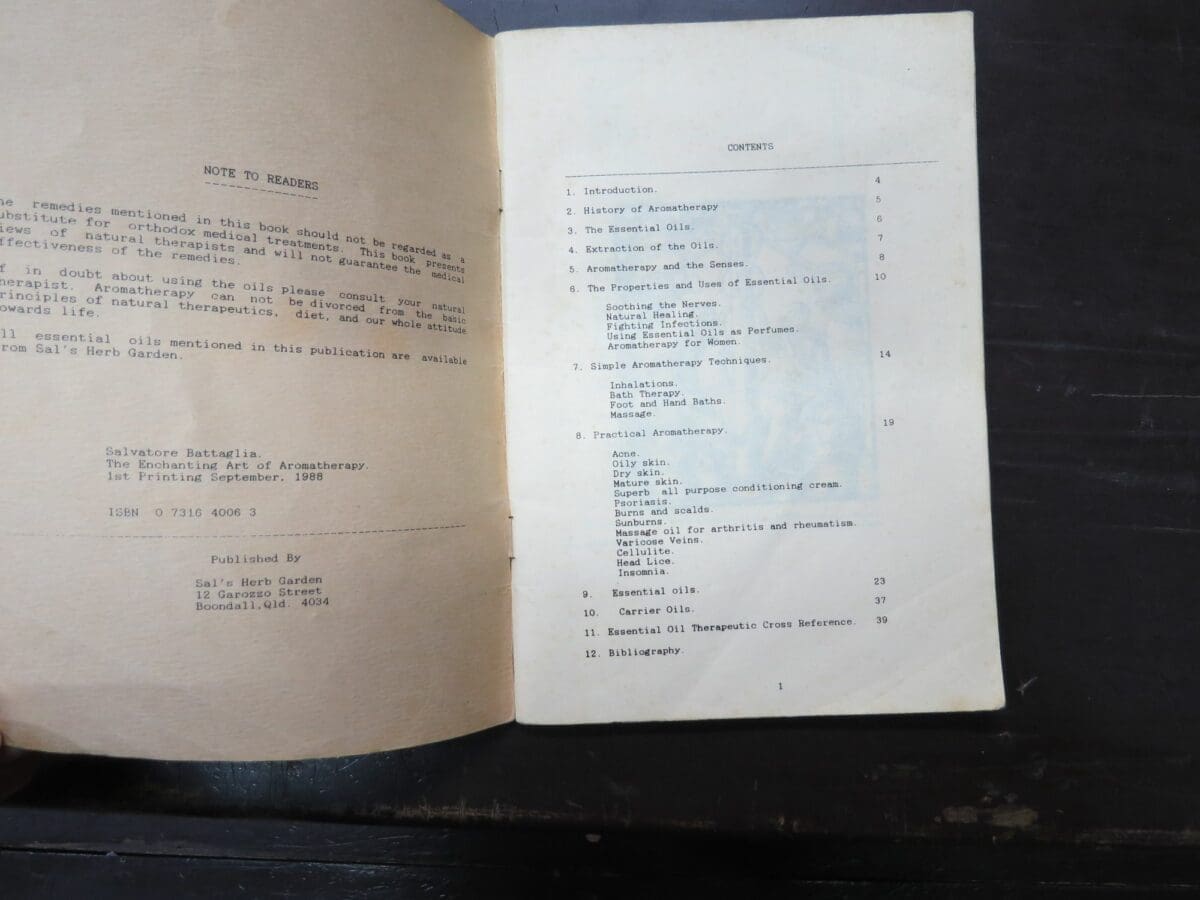 NOTE TO READERS
he remedies mentioned in this book should not be regarded as a
ubstitute for orthodox medical treatments. This book presents
iews of natural therapists and will not guarantee the medical
ffectiveness of the remedies.
f in doubt about using the oils please consult your natural
herapist. Aromatherapy can not be divorced from the basic
rinciples of natural therapeutics, diet, and our whole attitude
owards life.
ll essential oils mentioned in this publication are available
rom Sal's Herb Garden.
Salvatore Battaglia.
The Enchanting Art of Aromatherapy.
1st Printing September, 1988
ISBN 0 7316 4006 3
Published By
Sal's Herb Garden
12 Garozzo Street
Boondall,Qld. 4034
CONTENTS
1. Introduction. 4
2. History of Aromatherapy 5
3. The Essential Oils. 6
4. Extraction of the Oils. 7
5. Aromatherapy and the Senses. 8
6. The Properties and Uses of Essential Oils. 10
Soothing the Nerves.
Natural Healing.
Fighting Infections.
Using Essential Oils as Perfumes.
Aromatherapy for Women.
7. Simple Aromatherapy Techniques. 14
Inhalations.
Bath Therapy.
Foot and Hand Baths.
Massage.
8. Practical Aromatherapy. 19
Acne.
Oily skin.
Dry skin.
Mature skin.
Superb all purpose conditioning cream.
Psoriasis.
Burns and scalds.
Sunburns.
Massage oil for arthritis and rheumatism.
Varicose Veins.
Cellulite.
Head Lice.
Insomnia.
9. Essential oils. 23
10. Carrier Oils. 37
11. Essential Oil Therapeutic Cross Reference. 39
12. Bibliography.
1